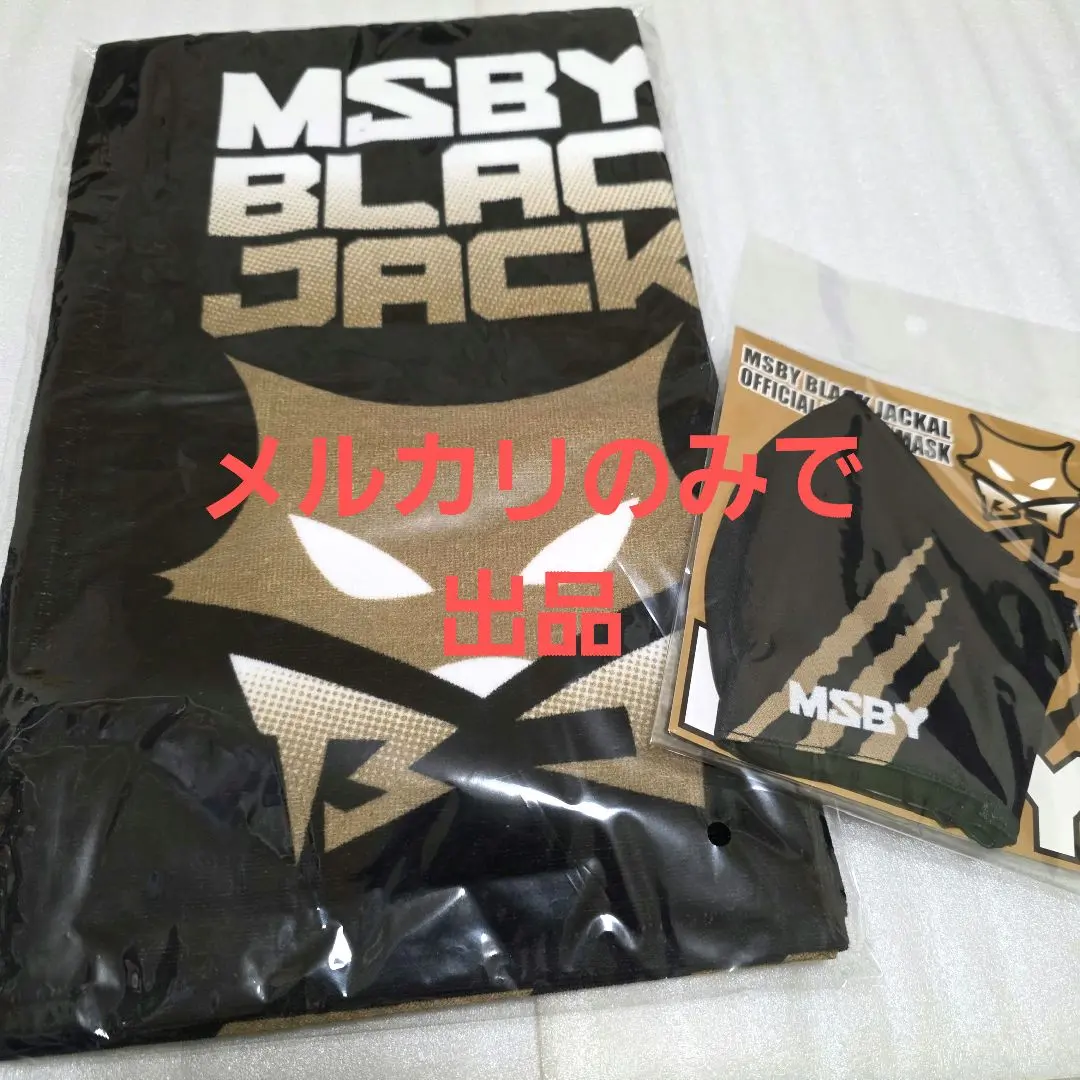 MSBY
BLAC
JACK
MSBY BLACK JACKAL
OFFICIAL MASK
メルカリのみで
出品
MSBY